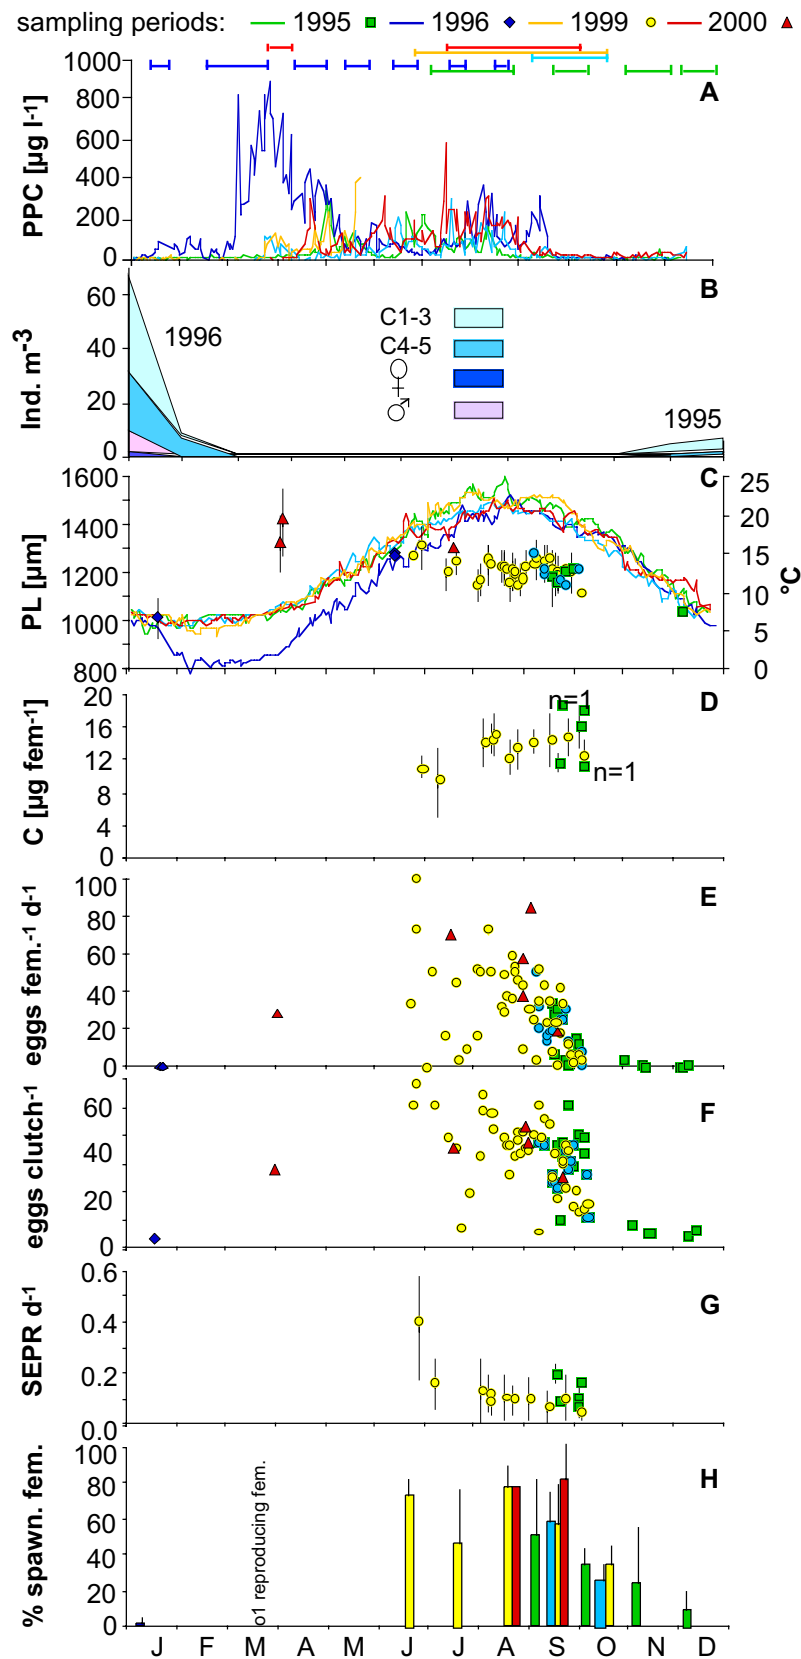 sampling periods: 1995 1996 1999 2000
A
PPC [µg l-1]
1000
800
600
400
200
0
B
Ind. m-3
60
40
20
0
1996
C1-3
C4-5
♀
♂
1995
C
PL [µm]
1600
1400
1200
1000
800
25
20
15
10
5
0
°C
D
C [µg fem-1]
20
16
12
8
4
0
n=1
n=1
E
eggs fem.-1 d-1
100
80
60
40
20
0
F
eggs clutch-1
60
40
20
0
G
SEPR d-1
0.6
0.4
0.2
0.0
H
% spawn. fem.
100
80
60
40
20
0
o1 reproducing fem.
J F M A M J J A S O N D